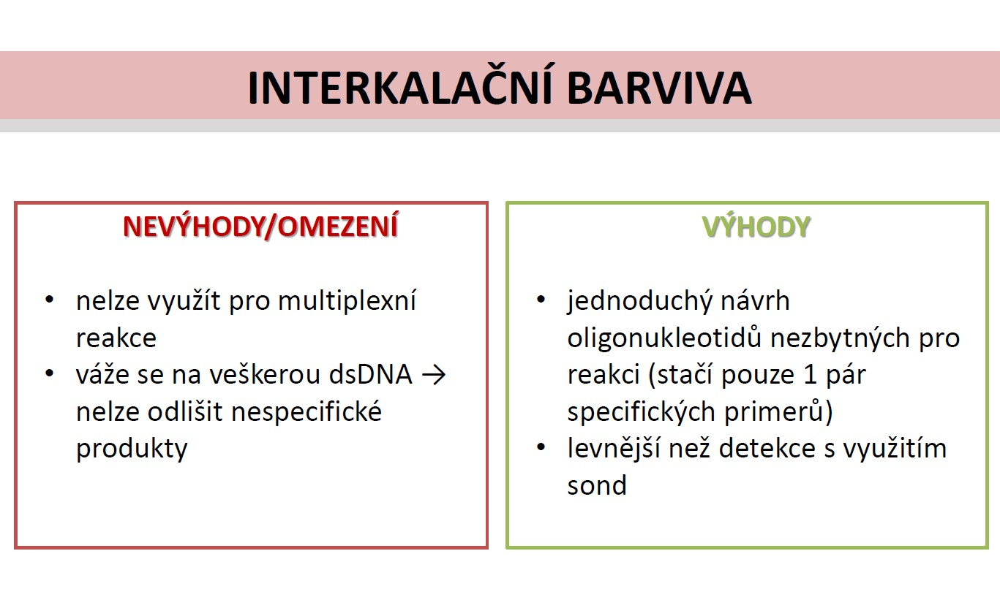 INTERKALAČNÍ BARVIVA
NEVÝHODY/OMEZENÍ
• nelze využít pro multiplexní
reakce
• váže se na veškerou dsDNA →
nelze odlišit nespecifické
produkty
VÝHODY
• jednoduchý návrh
oligonukleotidů nezbytných pro
reakci (stačí pouze 1 pár
specifických primerů)
• levnější než detekce s využitím
sond